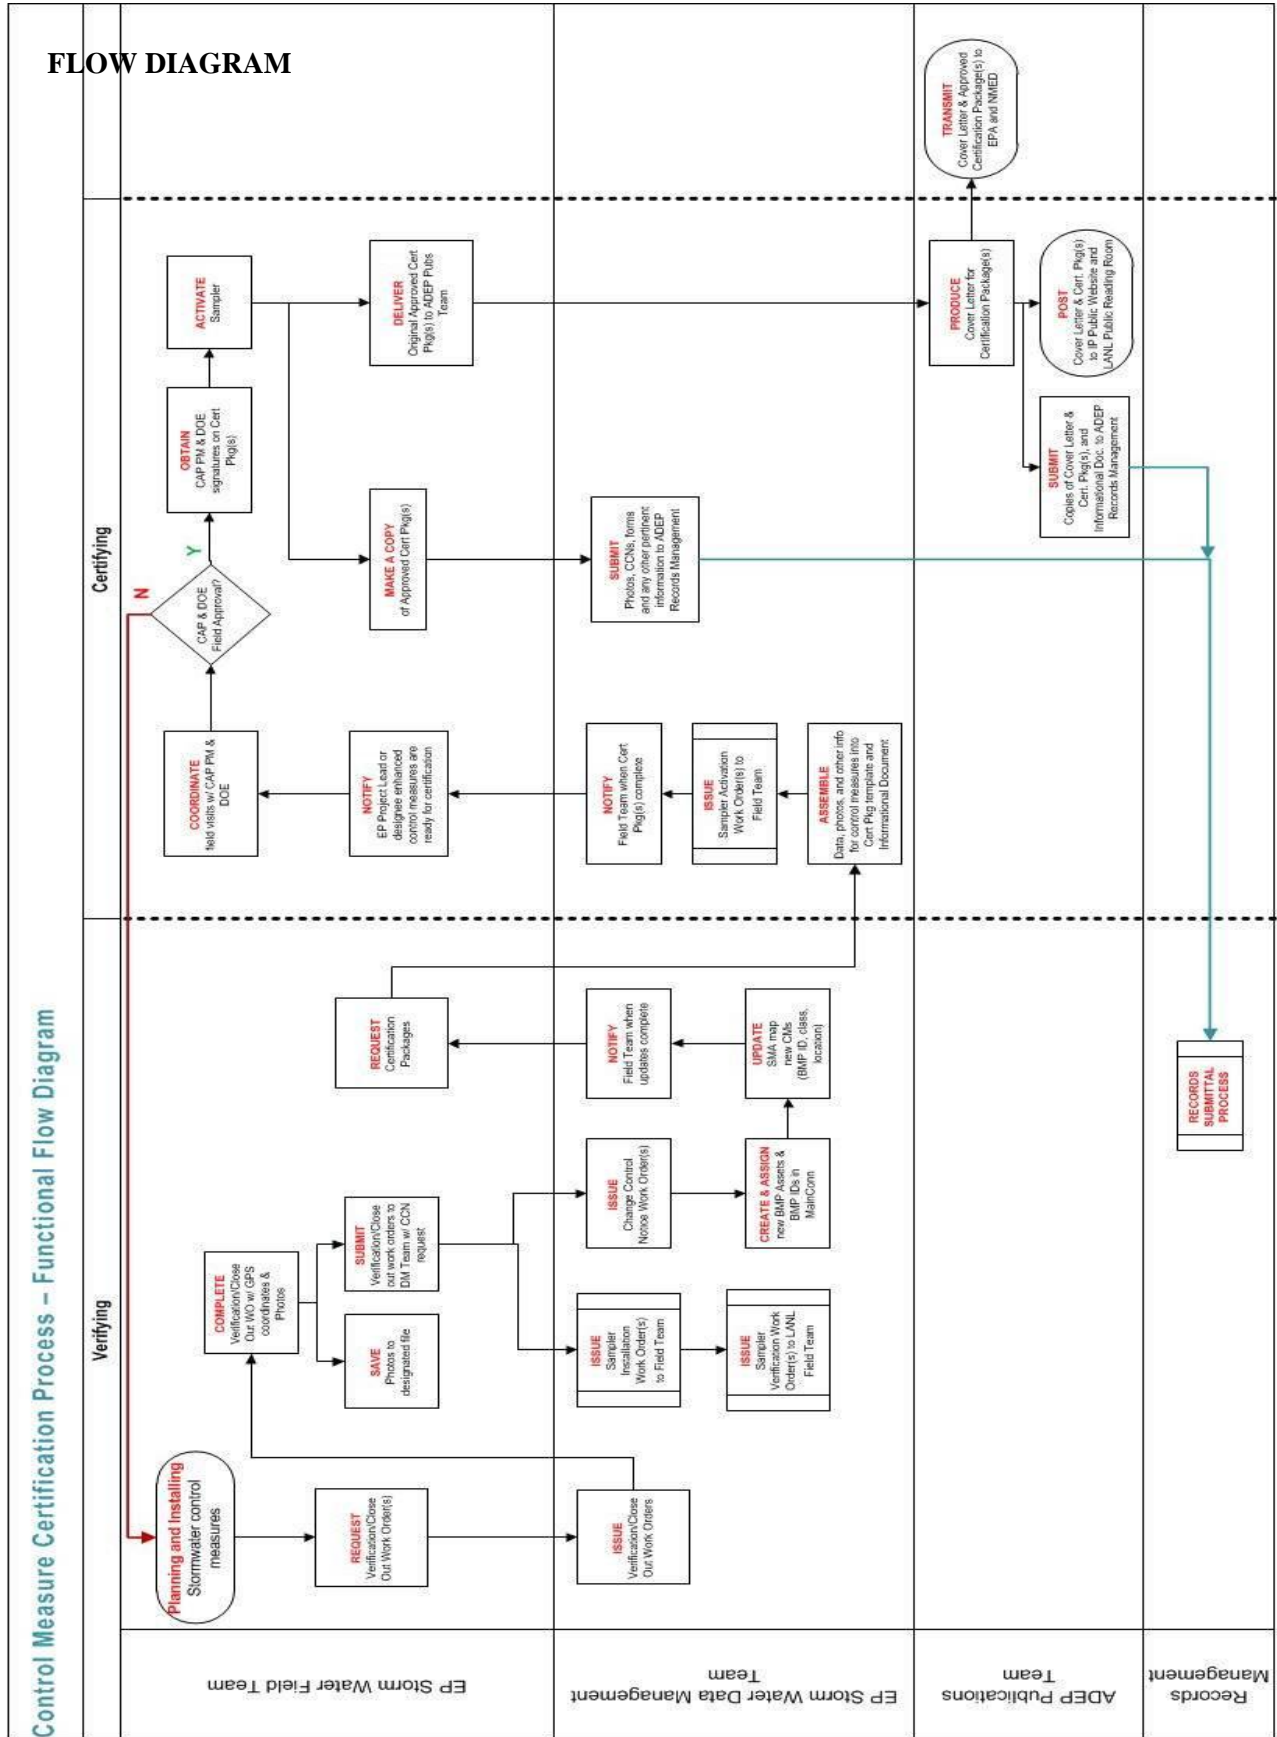 FLOW DIAGRAM
Control Measure Certification Process – Functional Flow Diagram
Verifying
Certifying
EP Storm Water Field Team
EP Storm Water Data Management
Team
ADEP Publications
Team
Records
Management
Planning and Installing
Stormwater control
measures
REQUEST
Verification/Close
Out Work Order(s)
ISSUE
Verification/Close
Out Work Orders
COMPLETE
Verification/Close
Out WO w/ GPS
coordinates &
Photos
SAVE
Photos to
designated file
SUBMIT
Verification/Close
out work orders to
DM Team w/ CCN
request
ISSUE
Sampler
Installation
Work Order(s)
to Field Team
ISSUE
Sampler
Verification Work
Order(s) to LANL
Field Team
ISSUE
Change Control
Notice Work Order(s)
CREATE & ASSIGN
new BMP Assets &
BMP IDs in
MainConn
UPDATE
SMA map
new CMs
(BMP ID, class,
location)
NOTIFY
Field Team when
updates complete
REQUEST
Certification
Packages
ASSEMBLE
Data, photos, and other info
for control measures into
Cert Pkg template and
Informational Document
ISSUE
Sampler Activation
Work Order(s) to
Field Team
NOTIFY
Field Team when Cert
Pkg(s) complete
NOTIFY
EP Project Lead or
designee enhanced
control measures are
ready for certification
COORDINATE
field visits w/ CAP PM &
DOE
CAP & DOE
Field Approval?
N
Y
OBTAIN
CAP PM & DOE
signatures on Cert
Pkg(s)
ACTIVATE
Sampler
MAKE A COPY
of Approved Cert Pkg(s)
DELIVER
Original Approved Cert
Pkg(s) to ADEP Pubs
Team
SUBMIT
Photos, CCNs, forms
and any other pertinent
information to ADEP
Records Management
PRODUCE
Cover Letter for
Certification Package(s)
TRANSMIT
Cover Letter & Approved
Certification Package(s) to
EPA and NMED
POST
Cover Letter & Cert. Pkg(s)
to IP Public Website and
LANL Public Reading Room
SUBMIT
Copies of Cover Letter &
Cert. Pkg(s), and
Informational Doc. to ADEP
Records Management
RECORDS
SUBMITTAL
PROCESS